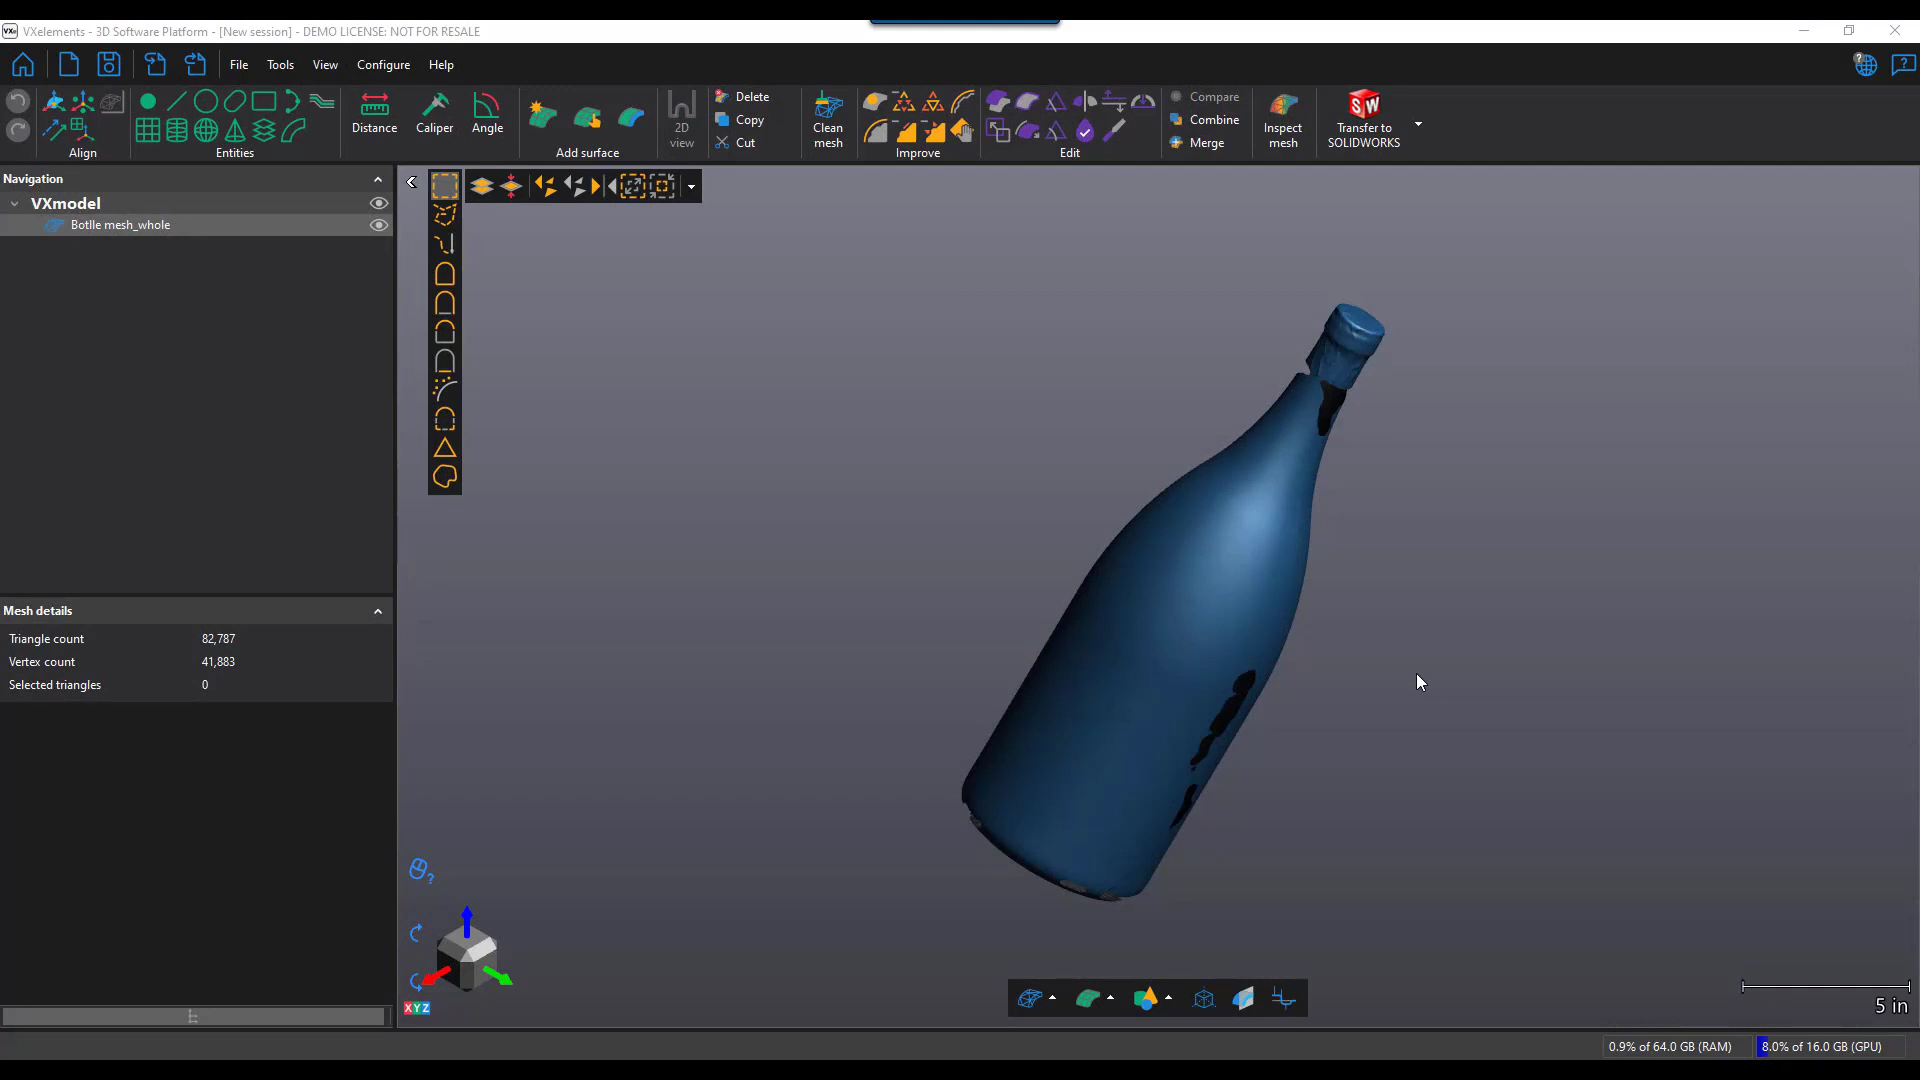 VXelements - 3D Software Platform - [New session] - DEMO LICENSE: NOT FOR RESALE
File Tools View Configure Help
Align
Entities
Distance
Caliper
Angle
Add surface
2D view
Delete
Copy
Cut
Clean mesh
Improve
Edit
Compare
Combine
Merge
Inspect mesh
SW
Transfer to SOLIDWORKS
Navigation
VXmodel
Botlle mesh_whole
Mesh details
Triangle count 82,787
Vertex count 41,883
Selected triangles 0
XYZ
5 in
0.9% of 64.0 GB (RAM)
8.0% of 16.0 GB (GPU)